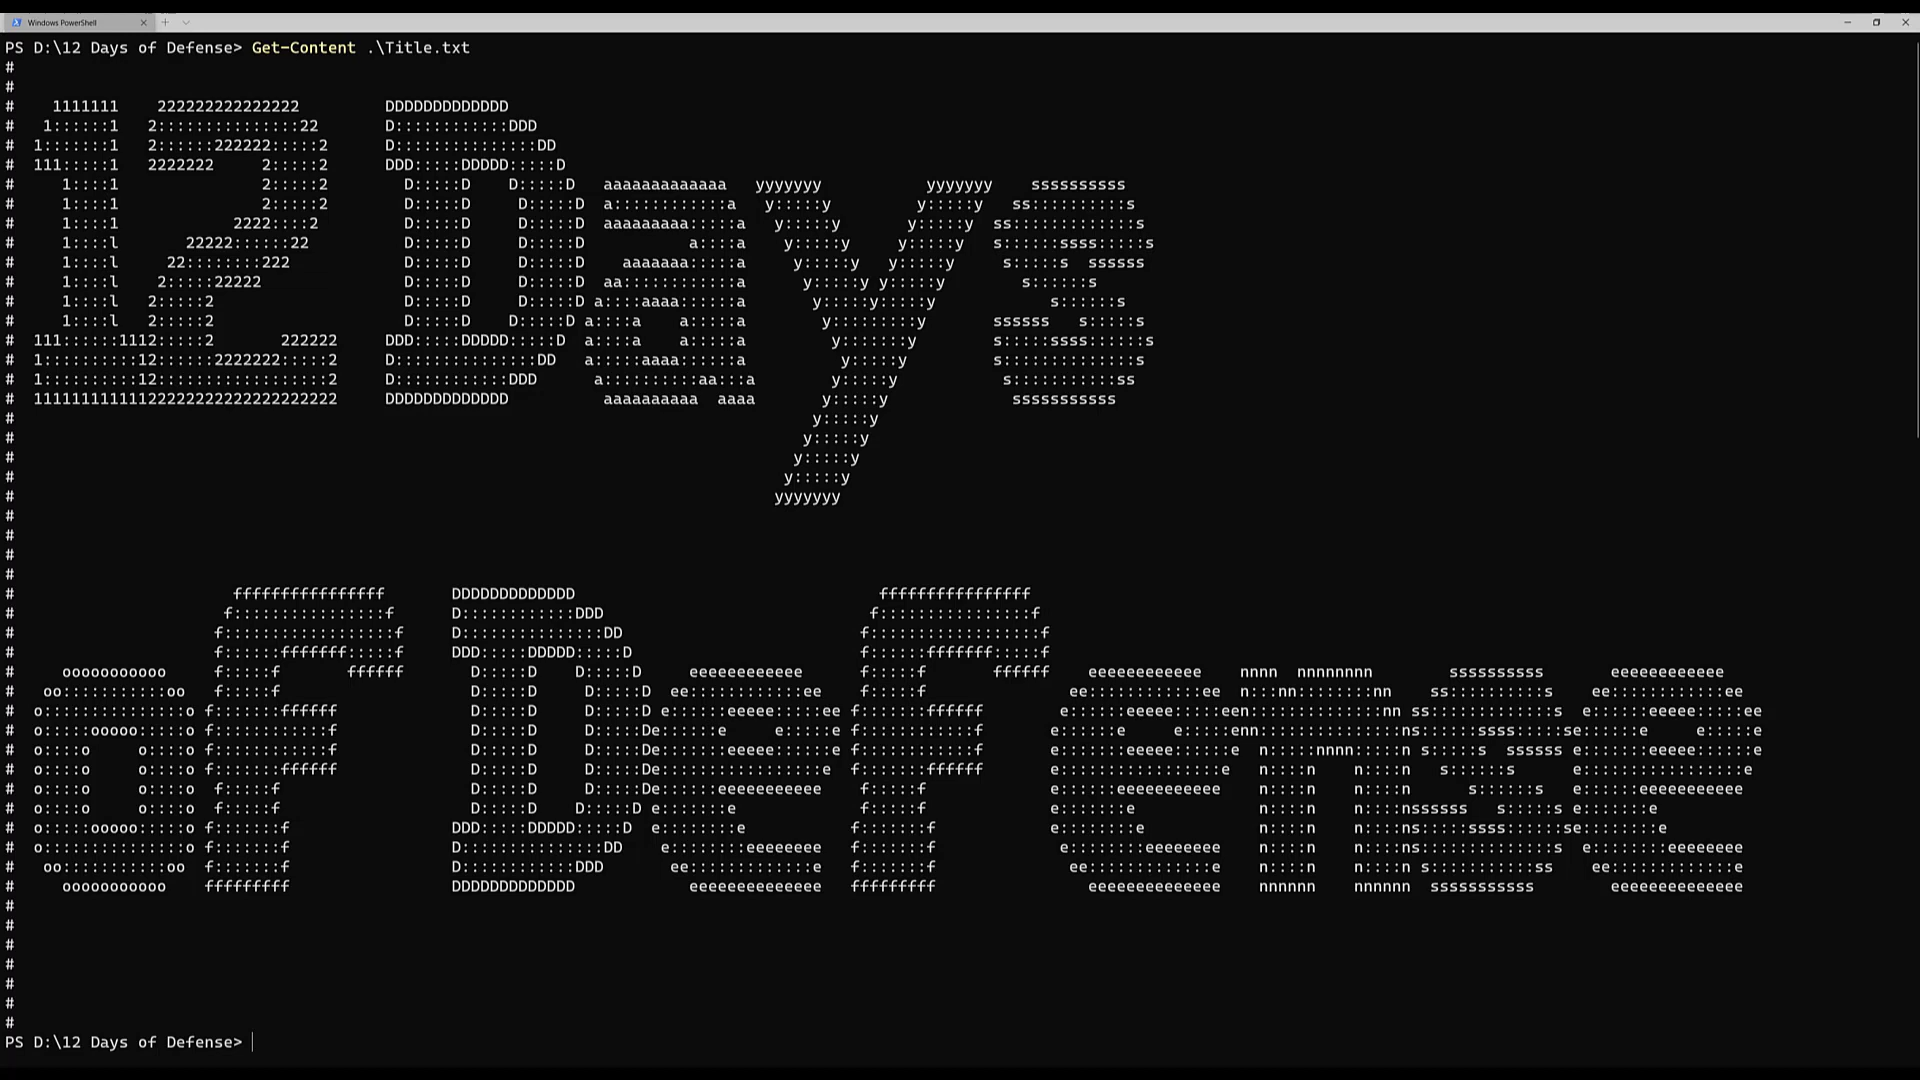 Windows PowerShell
PS D:\12 Days of Defense> Get-Content .\Title.txt
12 Days
of Defense
PS D:\12 Days of Defense>